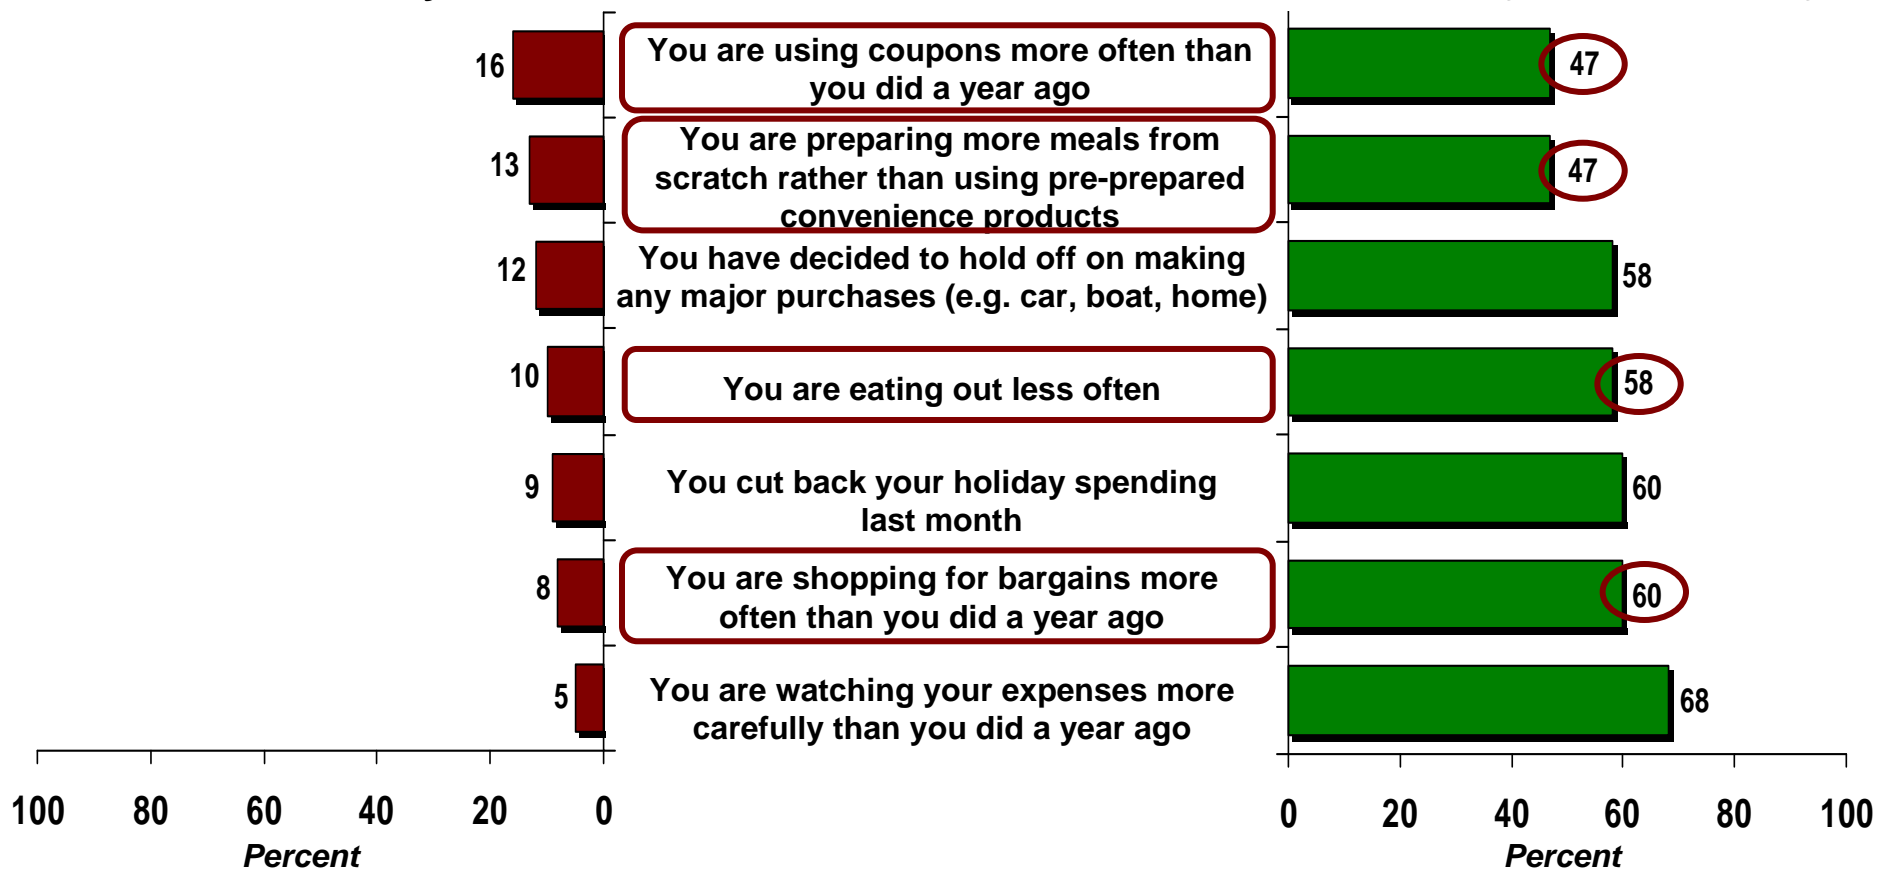 16
You are using coupons more often than
you did a year ago
47
13
You are preparing more meals from
scratch rather than using pre-prepared
convenience products
47
12
You have decided to hold off on making
any major purchases (e.g. car, boat, home)
58
10
You are eating out less often
58
9
You cut back your holiday spending
last month
60
8
You are shopping for bargains more
often than you did a year ago
60
5
You are watching your expenses more
carefully than you did a year ago
68
100 80 60 40 20 0
0 20 40 60 80 100
Percent
Percent